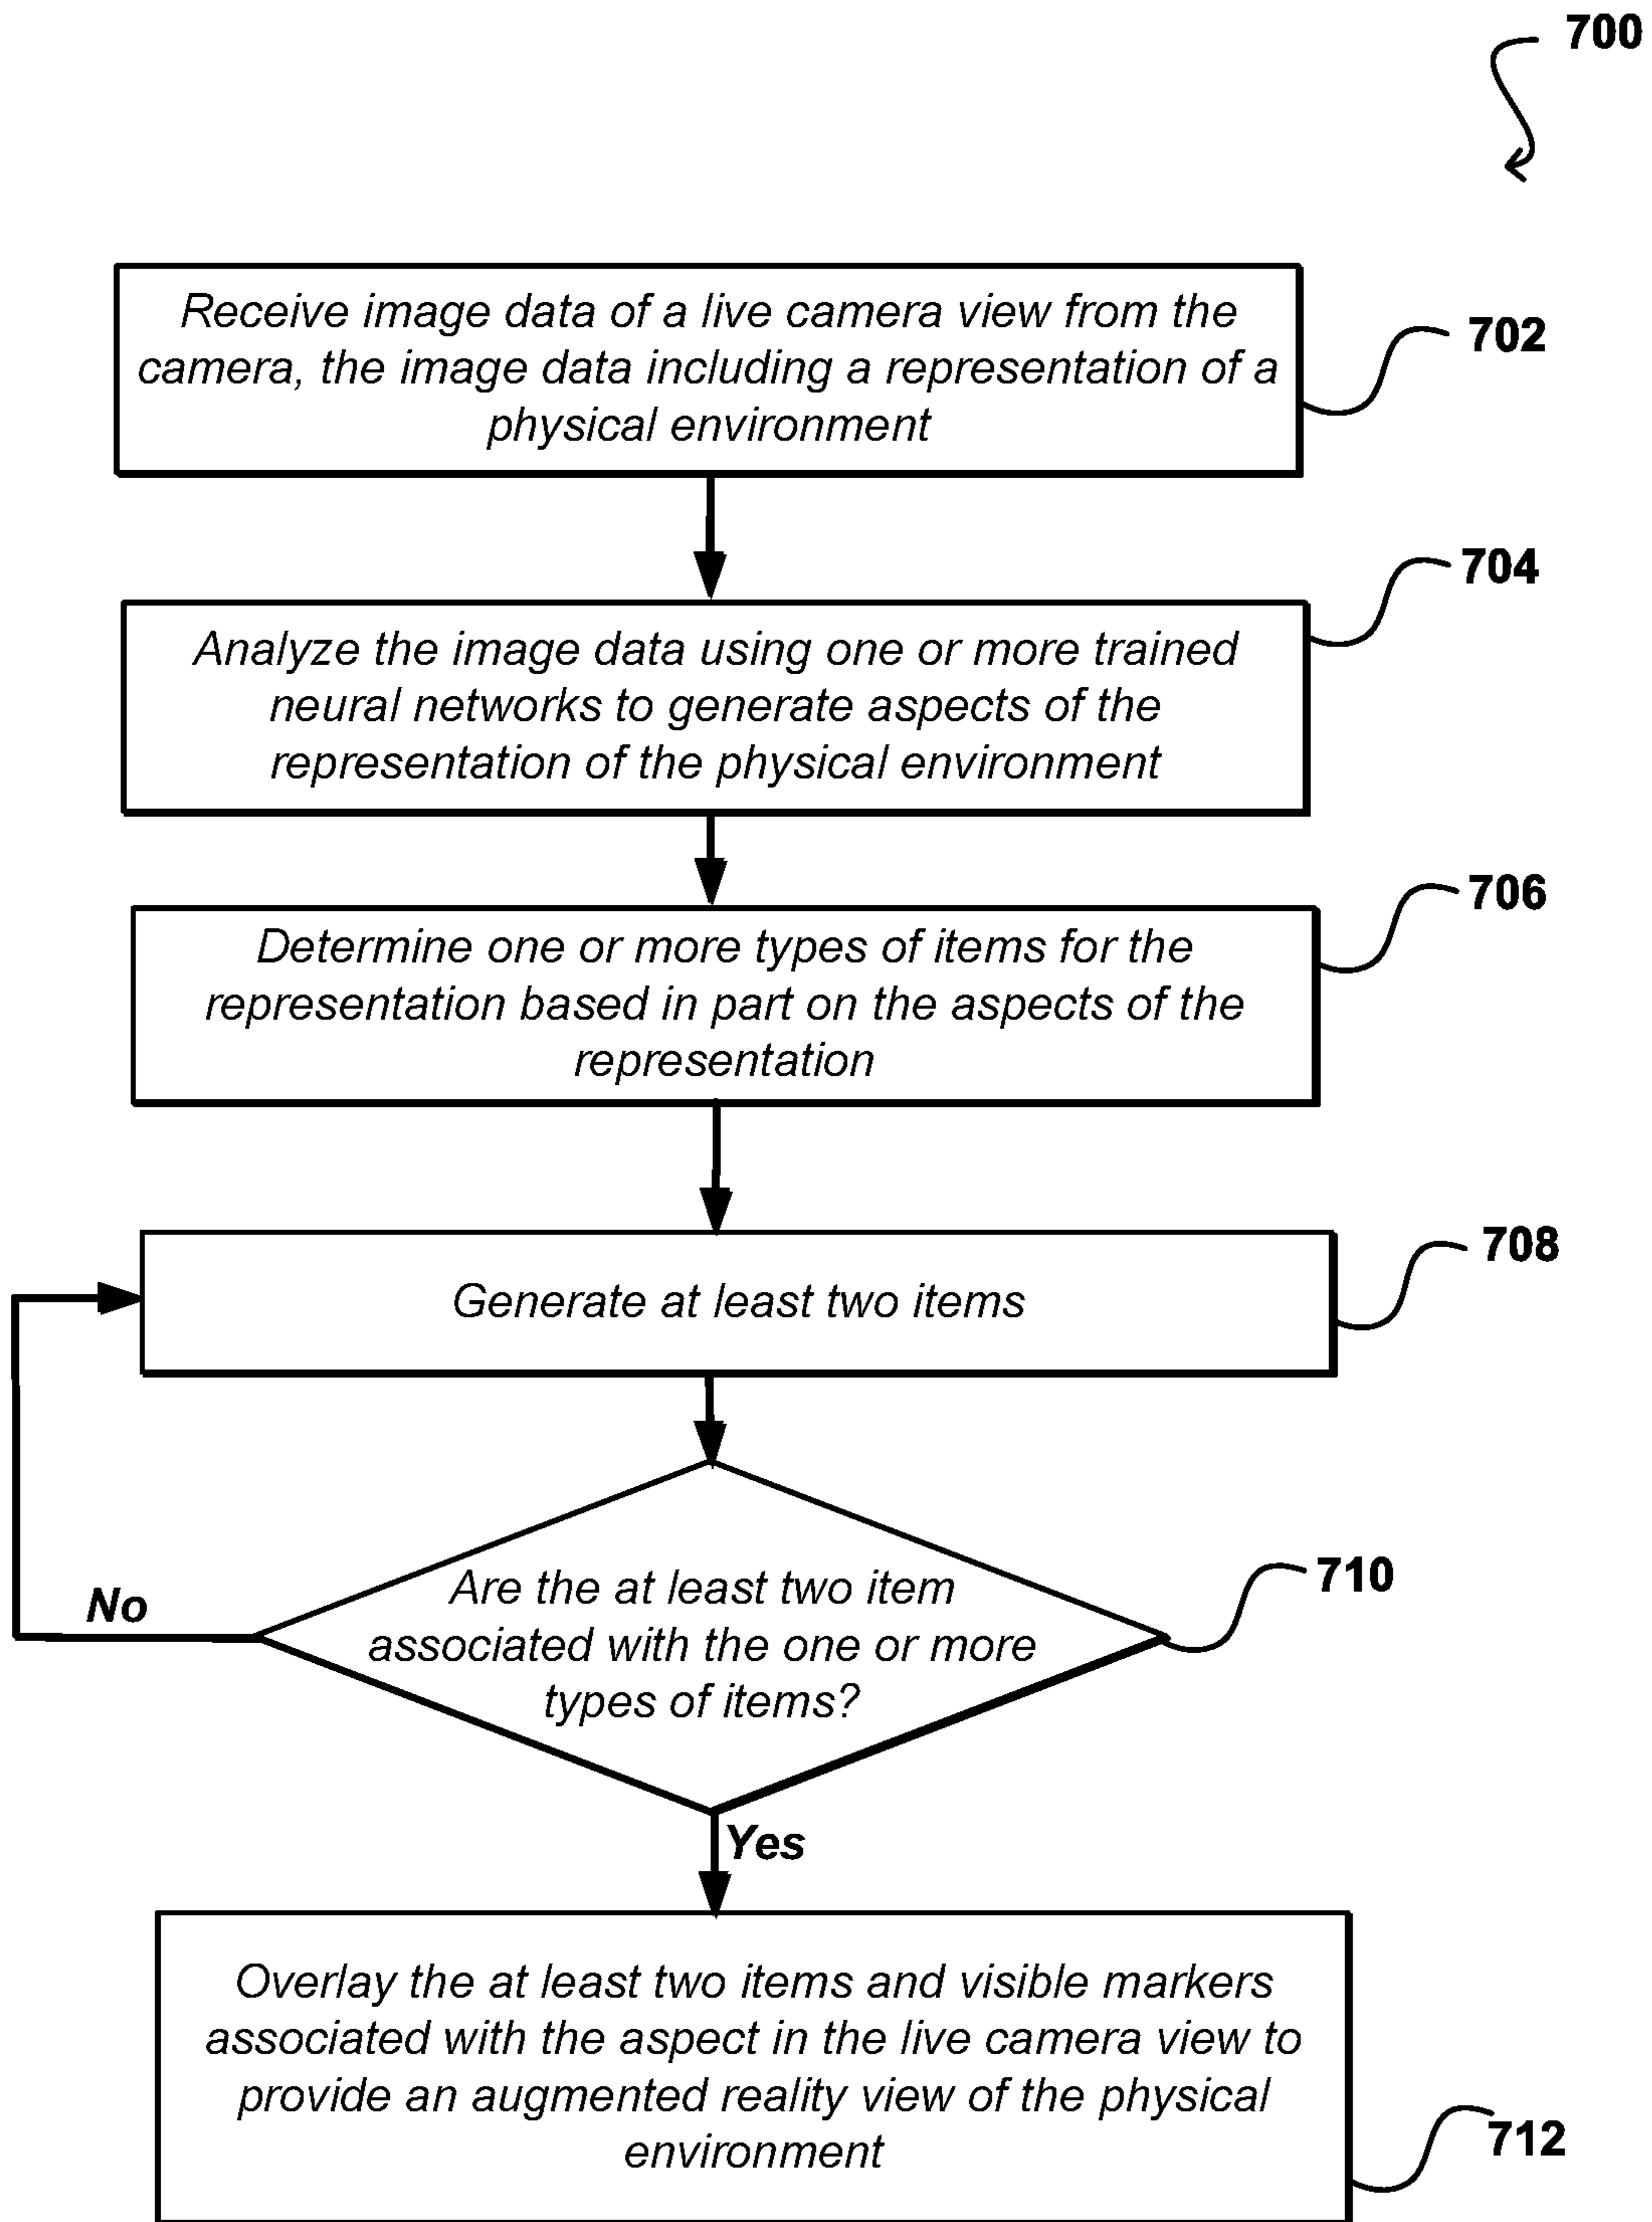 700
Receive image data of a live camera view from the
camera, the image data including a representation of a
physical environment
702
Analyze the image data using one or more trained
neural networks to generate aspects of the
representation of the physical environment
704
Determine one or more types of items for the
representation based in part on the aspects of the
representation
706
Generate at least two items
708
Are the at least two item
associated with the one or more
types of items?
710
No
Yes
Overlay the at least two items and visible markers
associated with the aspect in the live camera view to
provide an augmented reality view of the physical
environment
712